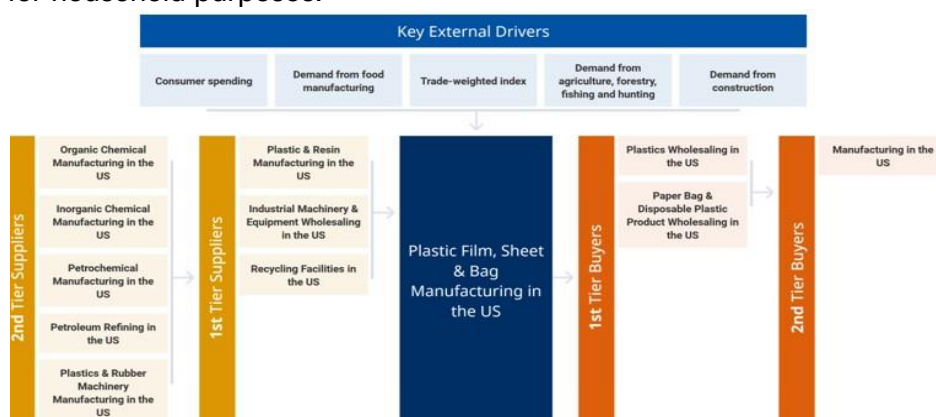 for household purposes.
Key External Drivers
Consumer spending
Demand from food
manufacturing
Trade-weighted index
Demand from
agriculture, forestry,
fishing and hunting
Demand from
construction
2nd Tier Suppliers
Organic Chemical
Manufacturing in the
US
Inorganic Chemical
Manufacturing in the
US
Petrochemical
Manufacturing in the
US
Petroleum Refining in
the US
Plastics & Rubber
Machinery
Manufacturing in the
US
1st Tier Suppliers
Plastic & Resin
Manufacturing in the
US
Industrial Machinery &
Equipment Wholesaling
in the US
Recycling Facilities in
the US
Plastic Film, Sheet
& Bag
Manufacturing in
the US
1st Tier Buyers
Plastics Wholesaling in
the US
Paper Bag &
Disposable Plastic
Product Wholesaling in
the US
2nd Tier Buyers
Manufacturing in the
US